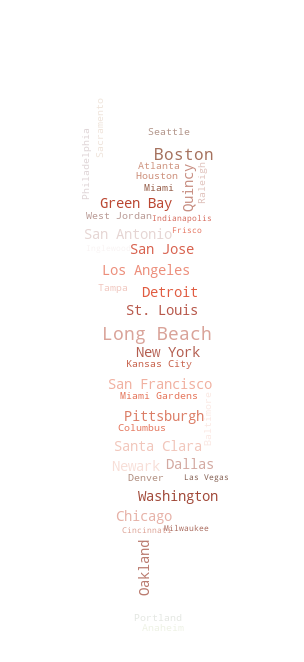 Sacramento
Philadelphia
Seattle
Boston
Atlanta
Houston
Raleigh
Quincy
Miami
Green Bay
West Jordan
Indianapolis
Frisco
San Antonio
San Jose
Los Angeles
Tampa
Detroit
St. Louis
Long Beach
New York
Kansas City
San Francisco
Miami Gardens
Baltimore
Pittsburgh
Columbus
Santa Clara
Newark
Dallas
Denver
Las Vegas
Washington
Chicago
Cincinnati
Milwaukee
Oakland
Portland
Anaheim